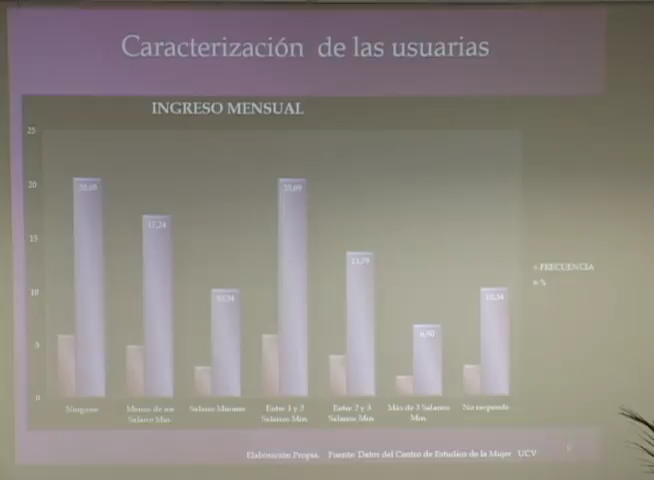 Caracterización de las usuarias
INGRESO MENSUAL
25
20
15
10
5
0
20,69
17,24
10,34
20,69
13,79
6,90
10,34
FRECUENCIA
%
Ninguno
Menos de un
Salario Min
Salario Minimo
Entre 1 y 2
Salarios Min
Entre 2 y 3
Salarios Min
Más de 3 Salarios
Min
No responde
Elaboración Propia. Fuente: Datos del Centro de Estudios de la Mujer UCV